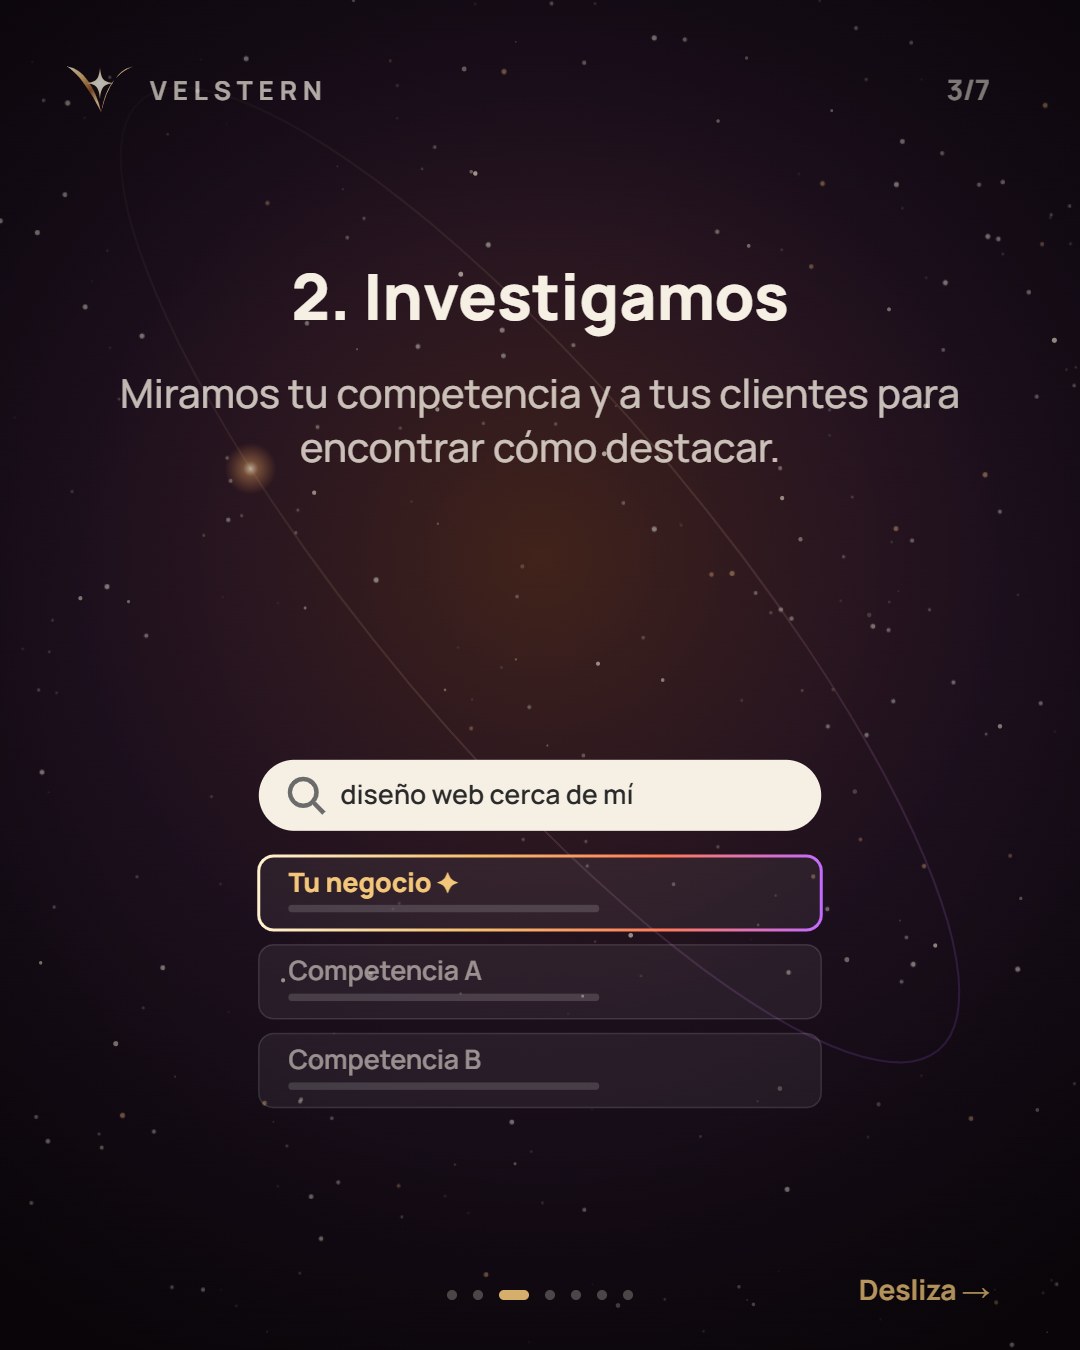 VELSTERN
3/7
2. Investigamos
Miramos tu competencia y a tus clientes para
encontrar cómo destacar.
diseño web cerca de mí
Tu negocio ✦
Competencia A
Competencia B
Desliza →